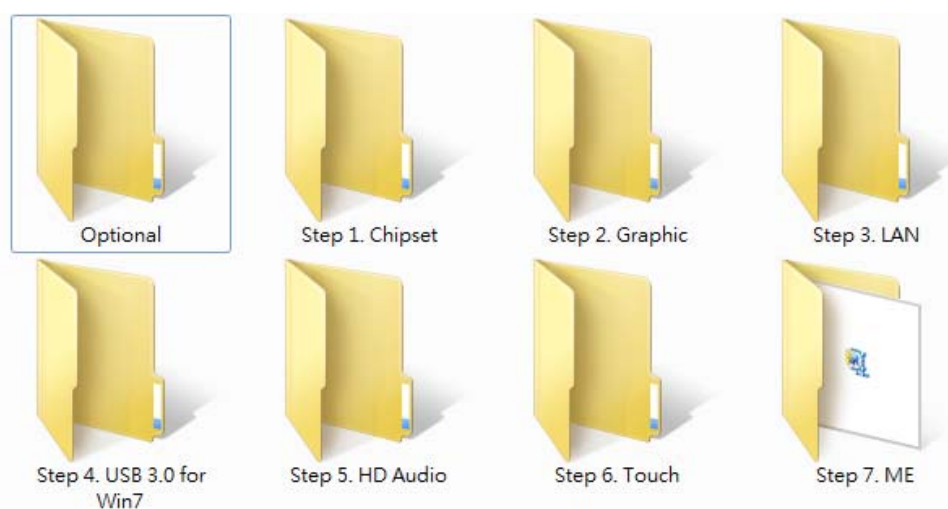 Optional
Step 1. Chipset
Step 2. Graphic
Step 3. LAN
Step 4. USB 3.0 for
Win7
Step 5. HD Audio
Step 6. Touch
Step 7. ME